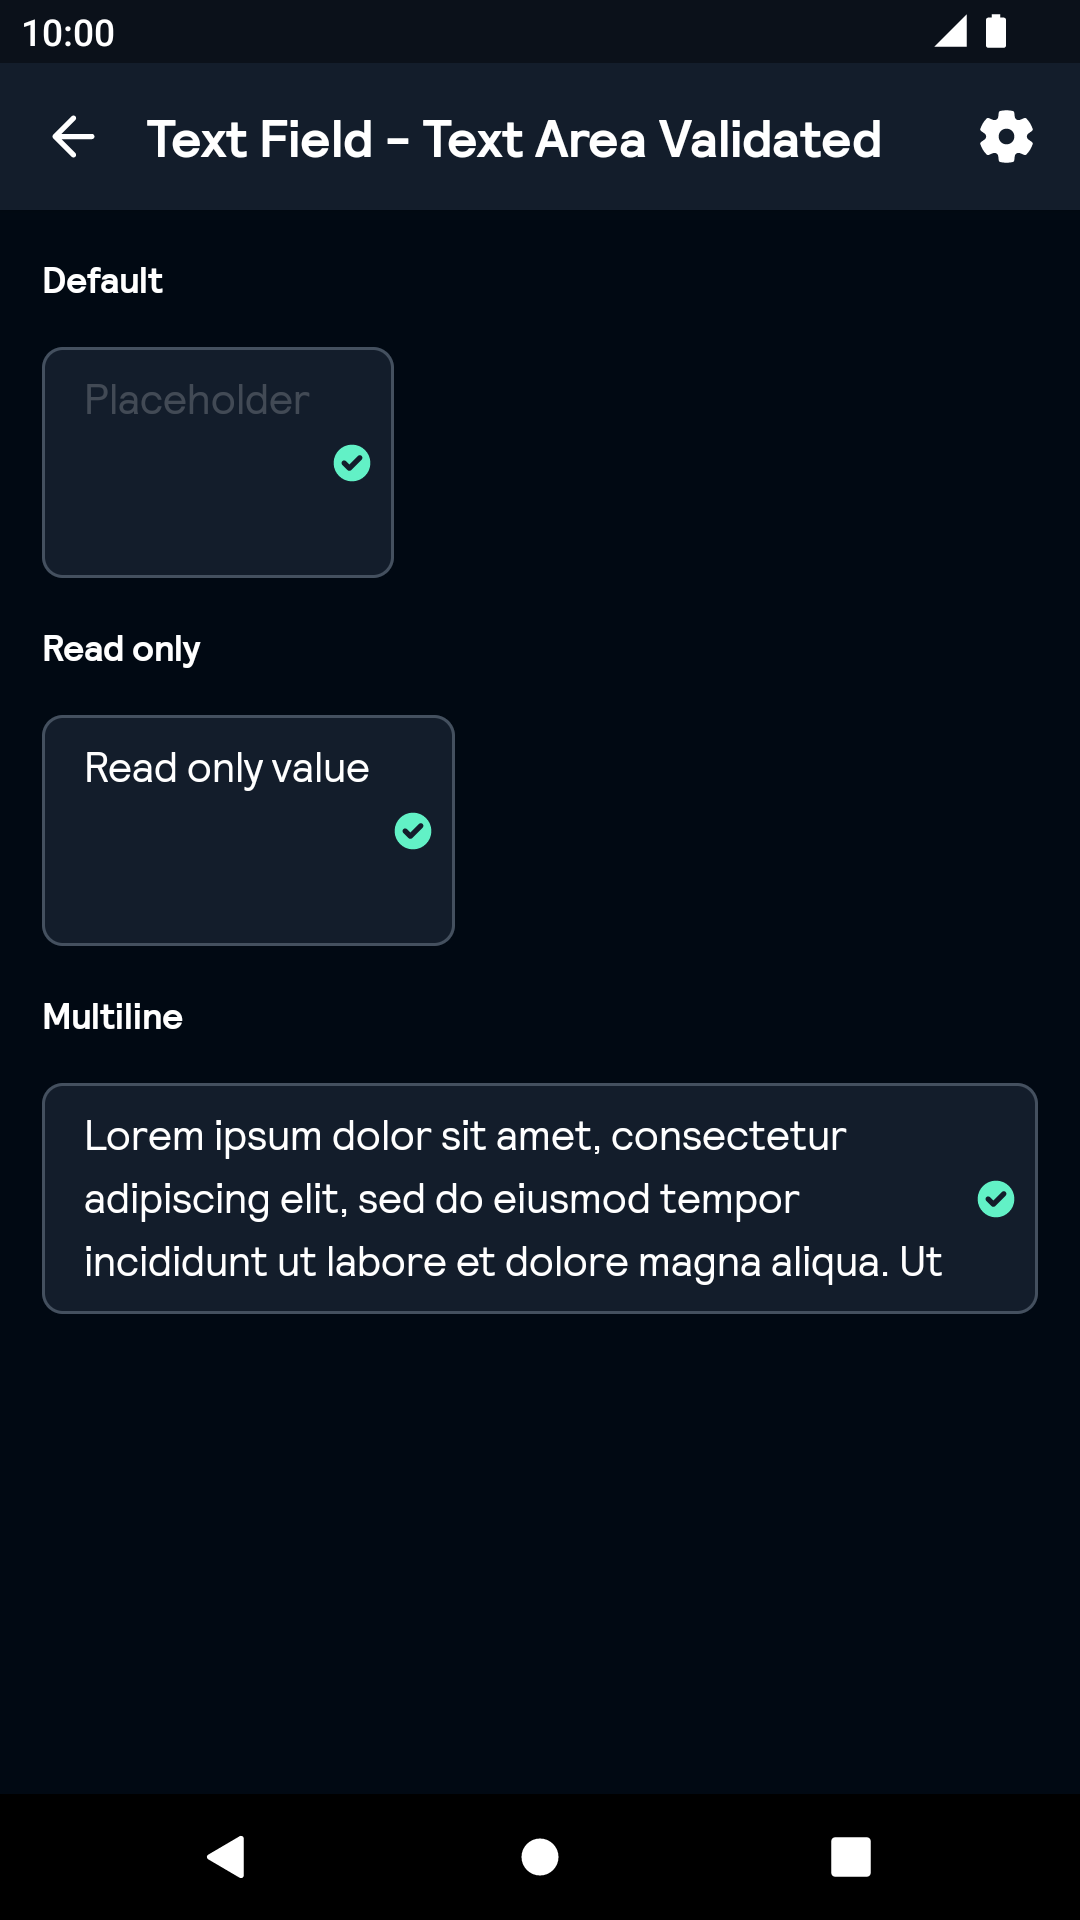 10:00
Text Field - Text Area Validated
Default
Placeholder
Read only
Read only value
Multiline
Lorem ipsum dolor sit amet, consectetur
adipiscing elit, sed do eiusmod tempor
incididunt ut labore et dolore magna aliqua. Ut